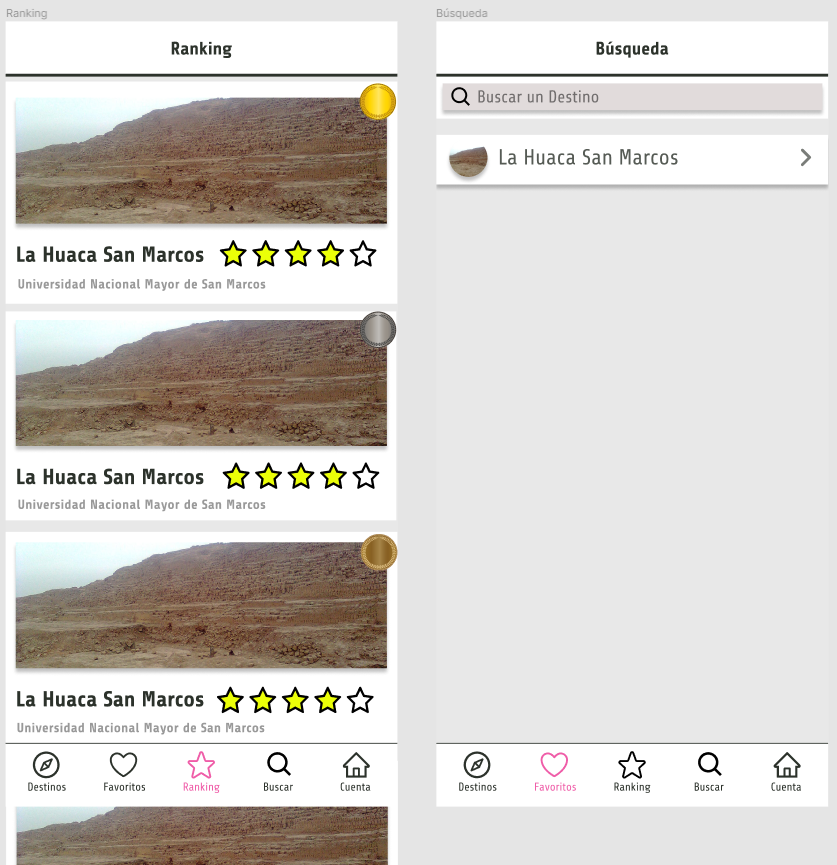 Ranking
Ranking
La Huaca San Marcos
Universidad Nacional Mayor de San Marcos
La Huaca San Marcos
Universidad Nacional Mayor de San Marcos
La Huaca San Marcos
Universidad Nacional Mayor de San Marcos
Destinos Favoritos Ranking Buscar Cuenta
Búsqueda
Búsqueda
Buscar un Destino
La Huaca San Marcos
Destinos Favoritos Ranking Buscar Cuenta